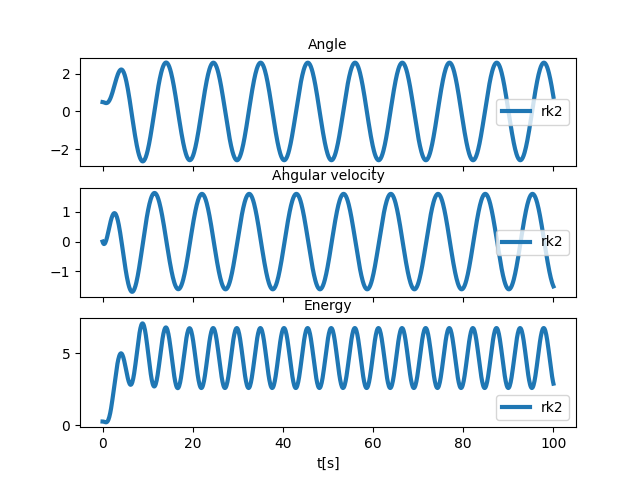 Angle
2
0
−2
rk2
Angular velocity
1
0
−1
rk2
Energy
5
0
rk2
0 20 40 60 80 100
t[s]